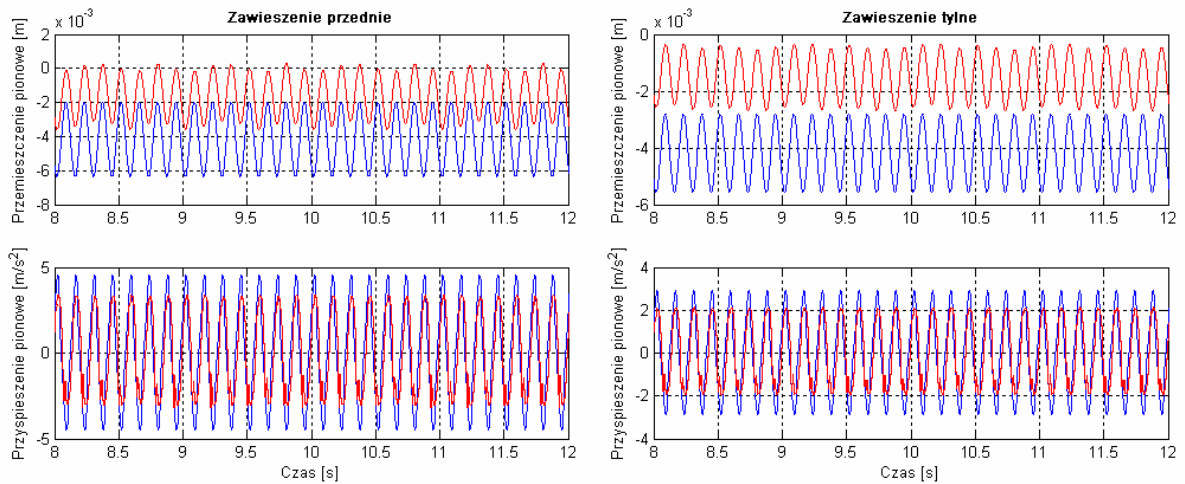 Zawieszenie przednie
x 10⁻³
Przemieszczenie pionowe [m]
2
0
-2
-4
-6
-8
8 8.5 9 9.5 10 10.5 11 11.5 12
Zawieszenie tylne
x 10⁻³
Przemieszczenie pionowe [m]
0
-2
-4
-6
8 8.5 9 9.5 10 10.5 11 11.5 12
Przyspieszenie pionowe [m/s²]
5
0
-5
8 8.5 9 9.5 10 10.5 11 11.5 12
Czas [s]
Przyspieszenie pionowe [m/s²]
4
2
0
-2
-4
8 8.5 9 9.5 10 10.5 11 11.5 12
Czas [s]